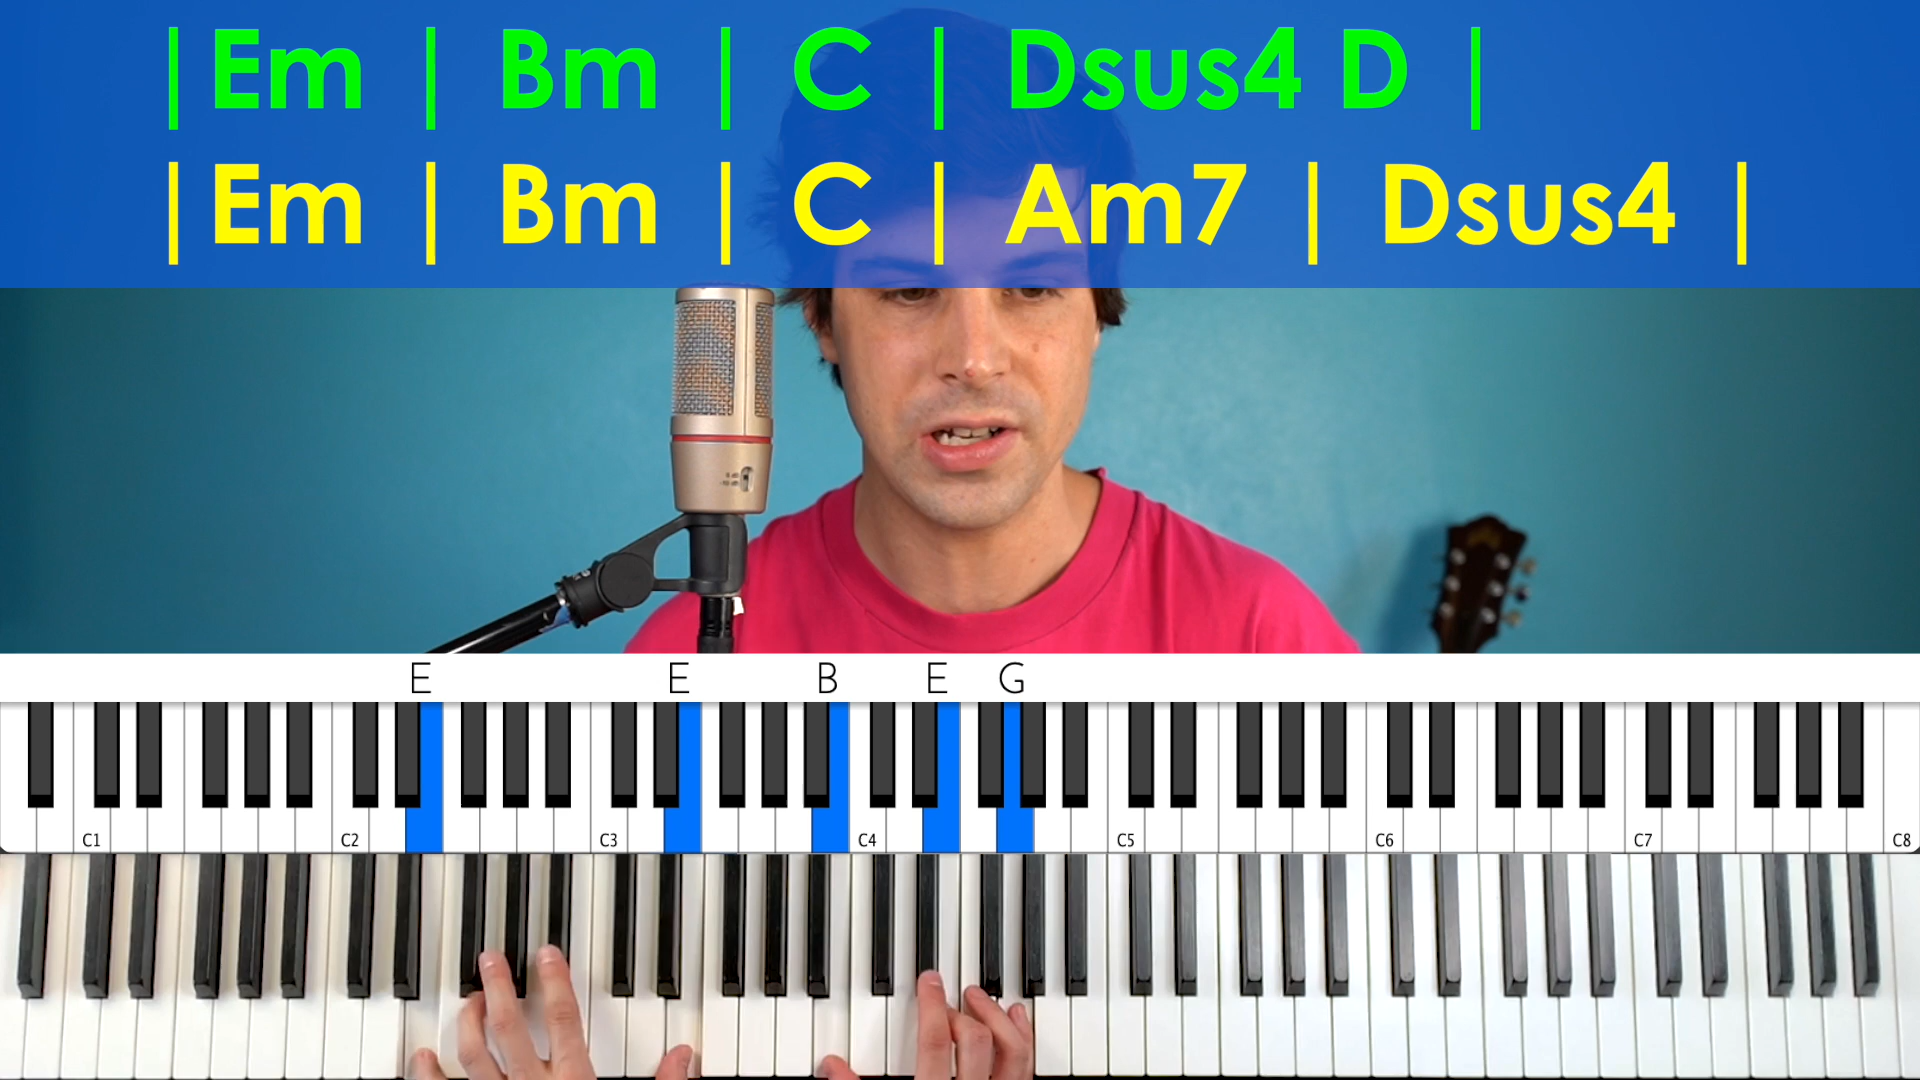 | Em | Bm | C | Dsus4 D |
| Em | Bm | C | Am7 | Dsus4 |
E E B E G
C1 C2 C3 C4 C5 C6 C7 C8